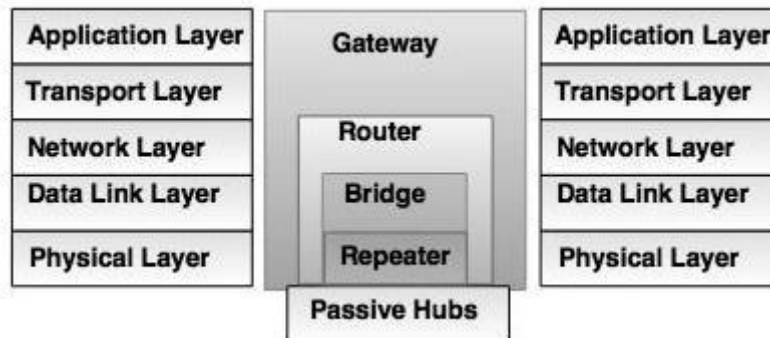 Application Layer
Transport Layer
Network Layer
Data Link Layer
Physical Layer
Gateway
Router
Bridge
Repeater
Passive Hubs
Application Layer
Transport Layer
Network Layer
Data Link Layer
Physical Layer